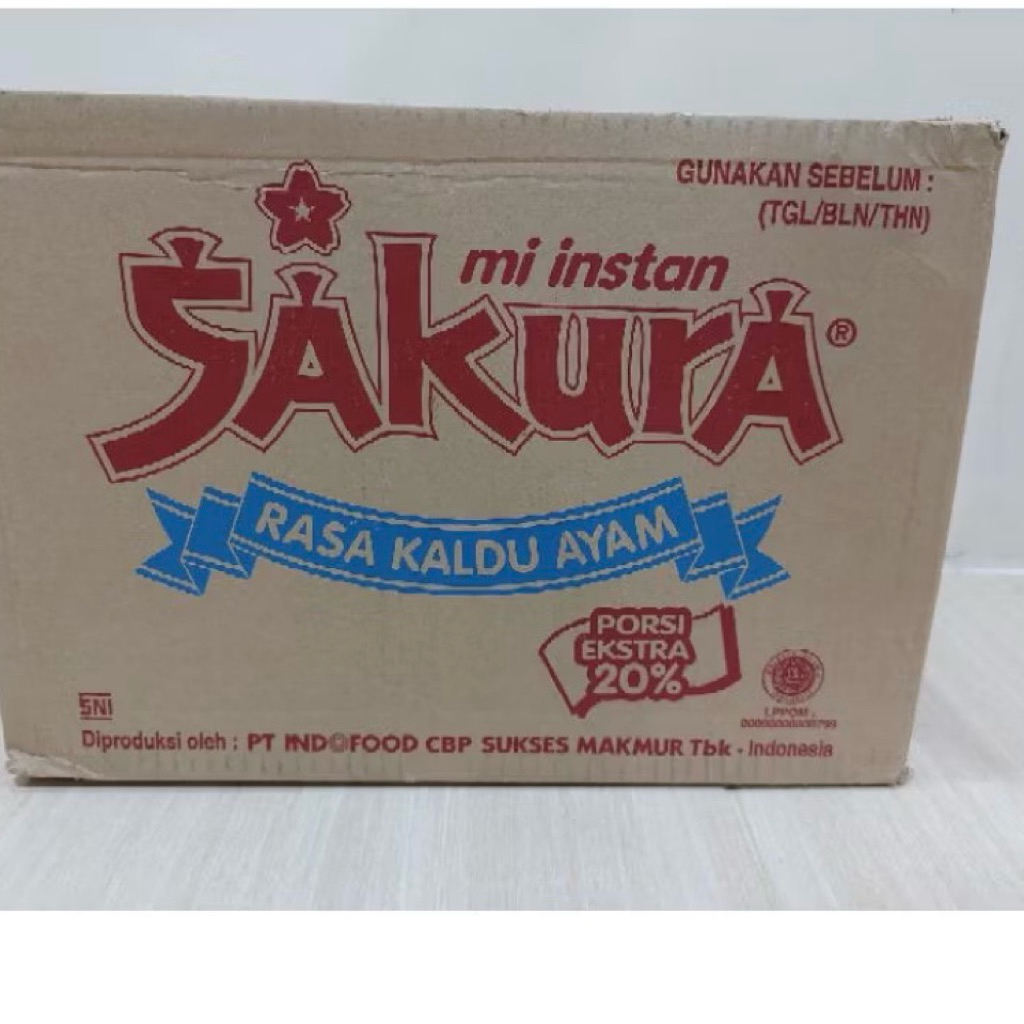 GUNAKAN SEBELUM :
(TGL/BLN/THN)
mi instan
SAkurA®
RASA KALDU AYAM
PORSI
EKSTRA
20%
SNI
LPPOM :
Diproduksi oleh : PT INDOFOOD CBP SUKSES MAKMUR Tbk - Indonesia